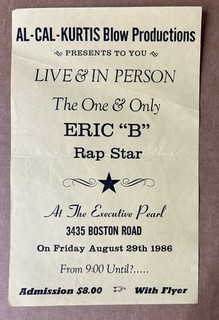 AL-CAL-KURTIS Blow Productions
PRESENTS TO YOU
LIVE & IN PERSON
The One & Only
ERIC "B"
Rap Star
At The Executive Pearl
3435 BOSTON ROAD
On Friday August 29th 1986
From 9:00 Until?.....
Admission $8.00 With Flyer